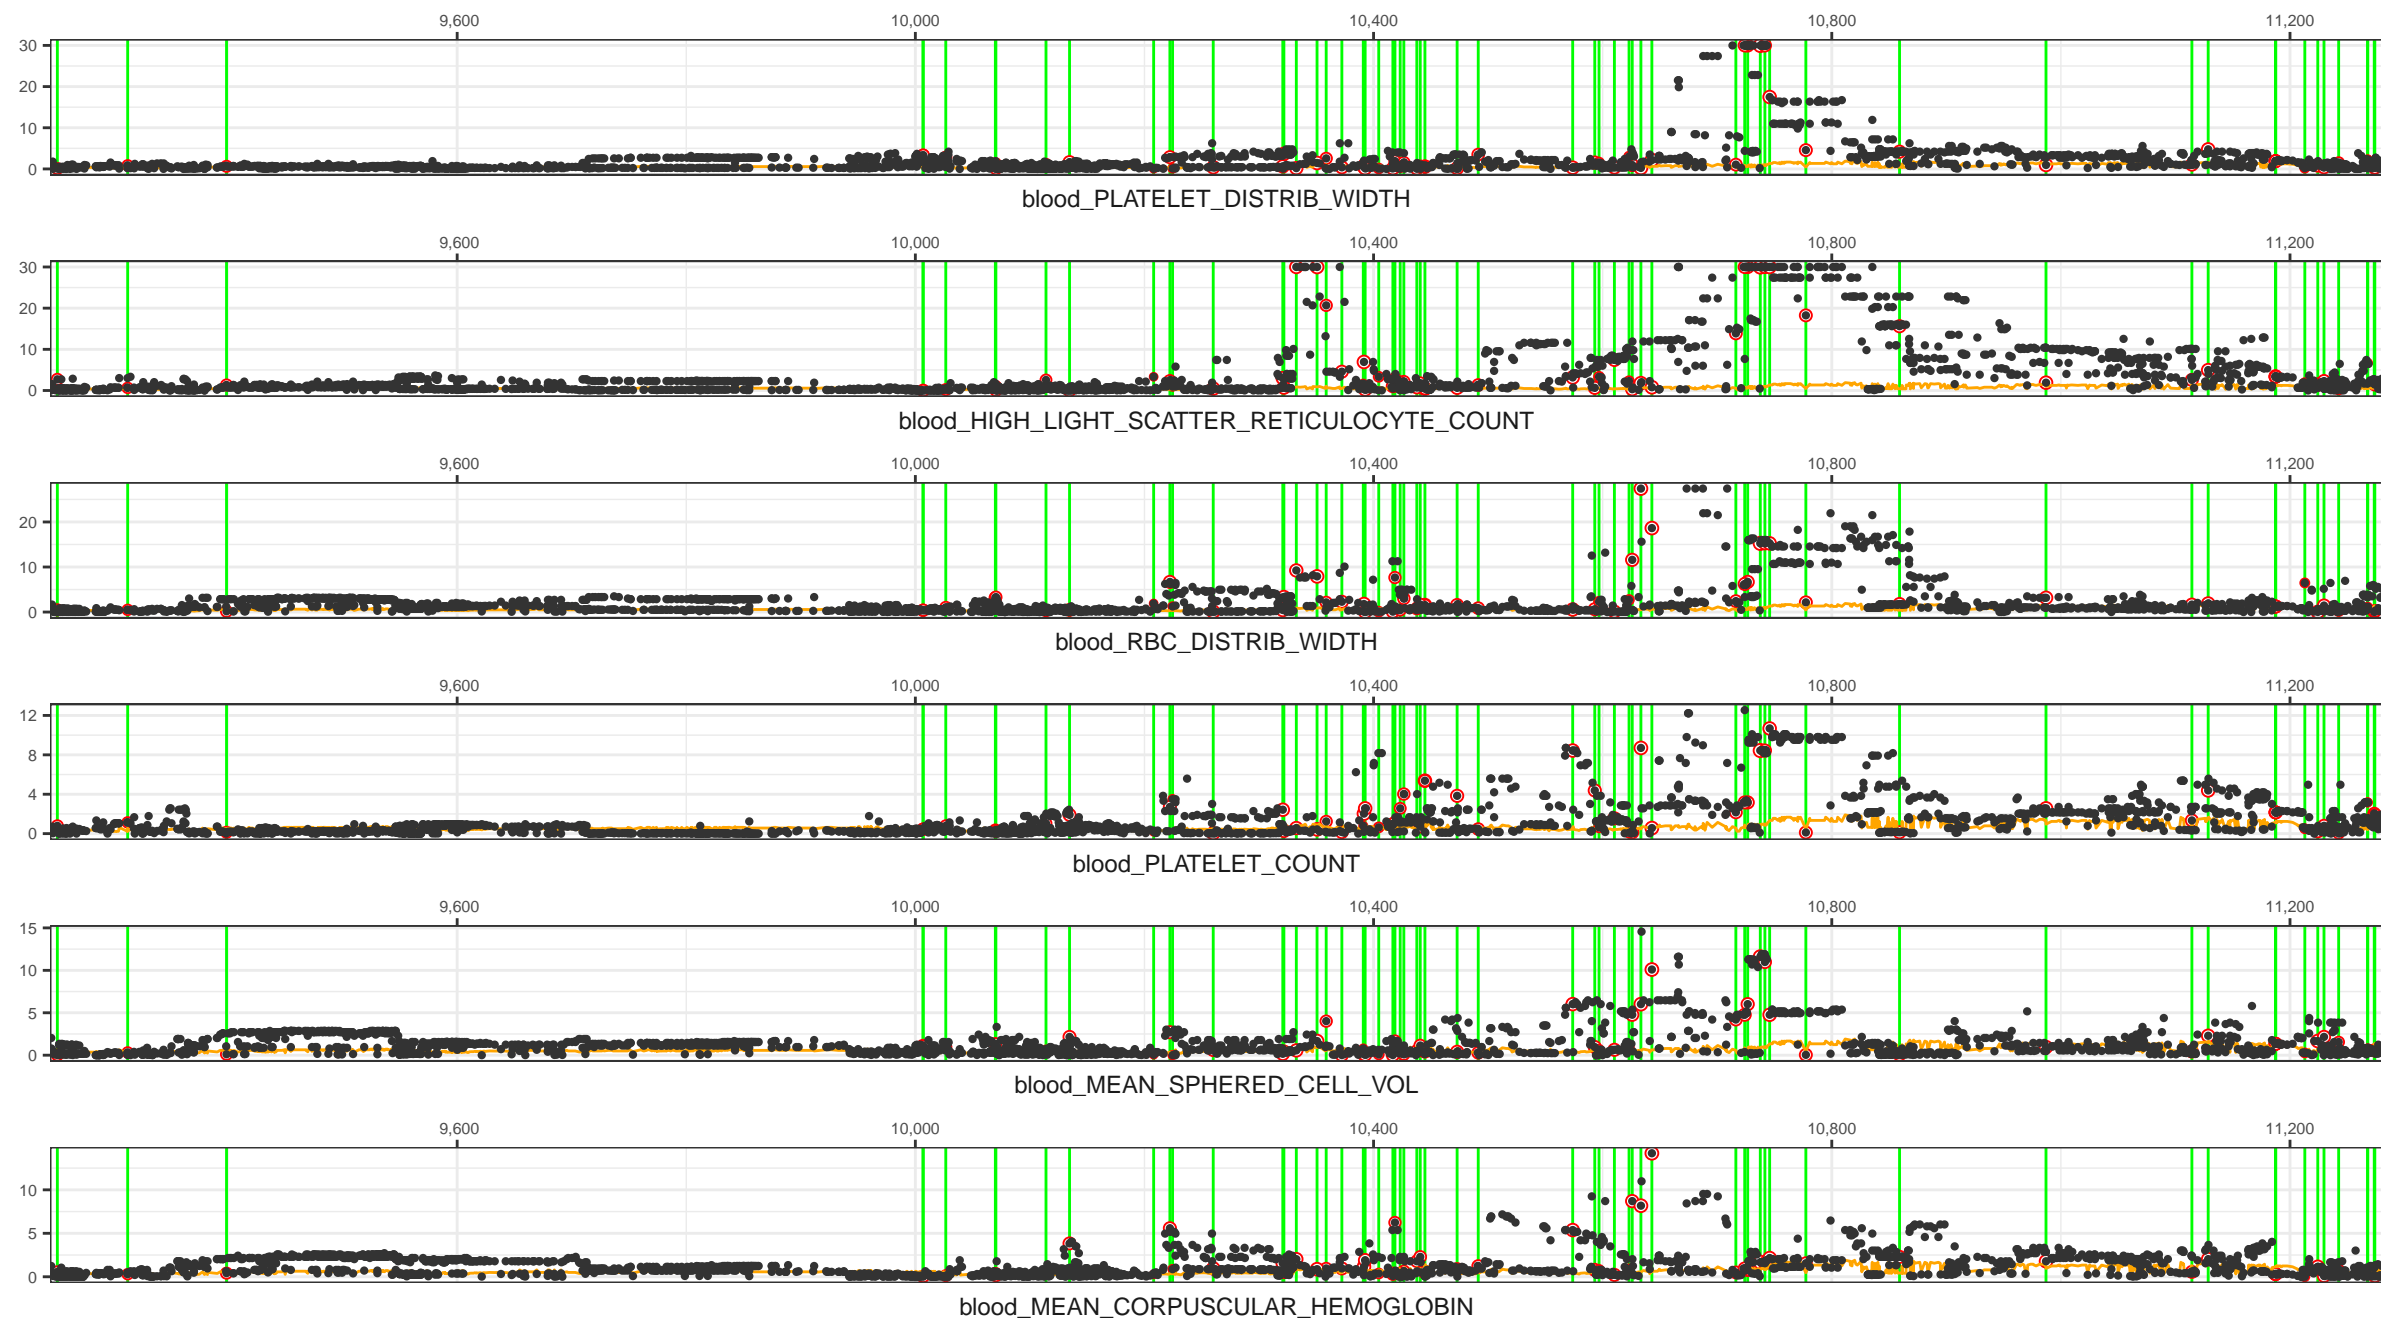 9,600 10,000 10,400 10,800 11,200
30
20
10
0
blood_PLATELET_DISTRIB_WIDTH
9,600 10,000 10,400 10,800 11,200
30
20
10
0
blood_HIGH_LIGHT_SCATTER_RETICULOCYTE_COUNT
9,600 10,000 10,400 10,800 11,200
20
10
0
blood_RBC_DISTRIB_WIDTH
9,600 10,000 10,400 10,800 11,200
12
8
4
0
blood_PLATELET_COUNT
9,600 10,000 10,400 10,800 11,200
15
10
5
0
blood_MEAN_SPHERED_CELL_VOL
9,600 10,000 10,400 10,800 11,200
10
5
0
blood_MEAN_CORPUSCULAR_HEMOGLOBIN